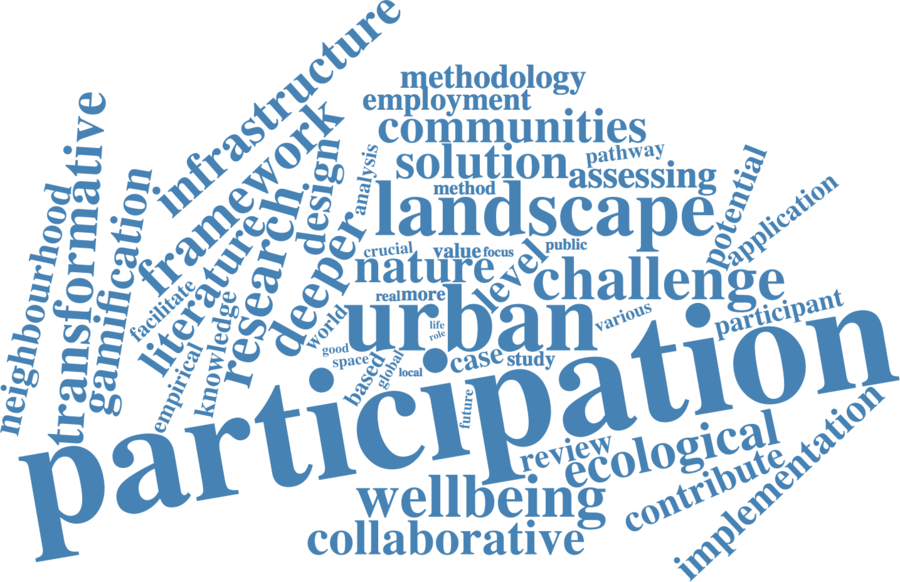 infrastructure
methodology
employment
communities
framework
transformative
neighbourhood
gamification
solution
pathway
assessing
analysis
design
method
landscape
potential
application
literature
research
deeper
crucial
value
focus
public
level
nature
challenge
facilitate
knowledge
empirical
real
more
urban
world
life
role
various
participant
good
space
based
global
local
case
study
participation
future
review
ecological
contribute
implementation
wellbeing
collaborative